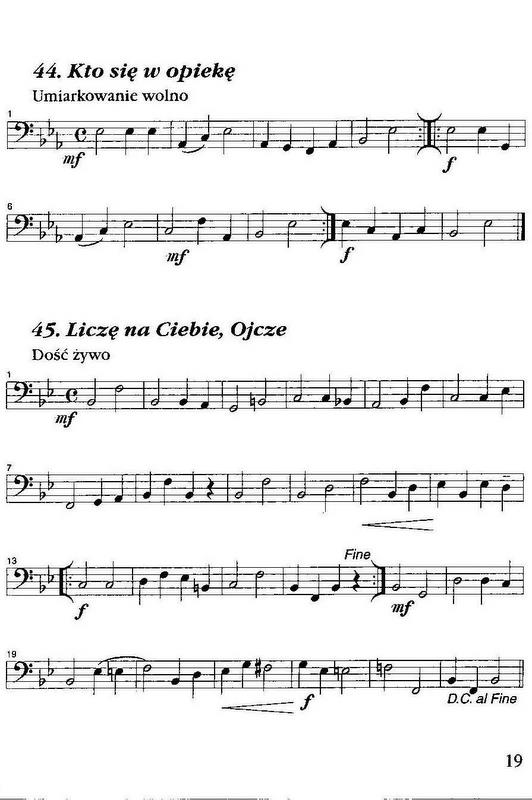 44. Kto się w opiekę
Umiarkowanie wolno
1
mf
f
6
mf
f
45. Liczę na Ciebie, Ojcze
Dość żywo
1
mf
7
13
Fine
f
mf
19
f
D.C. al Fine
19